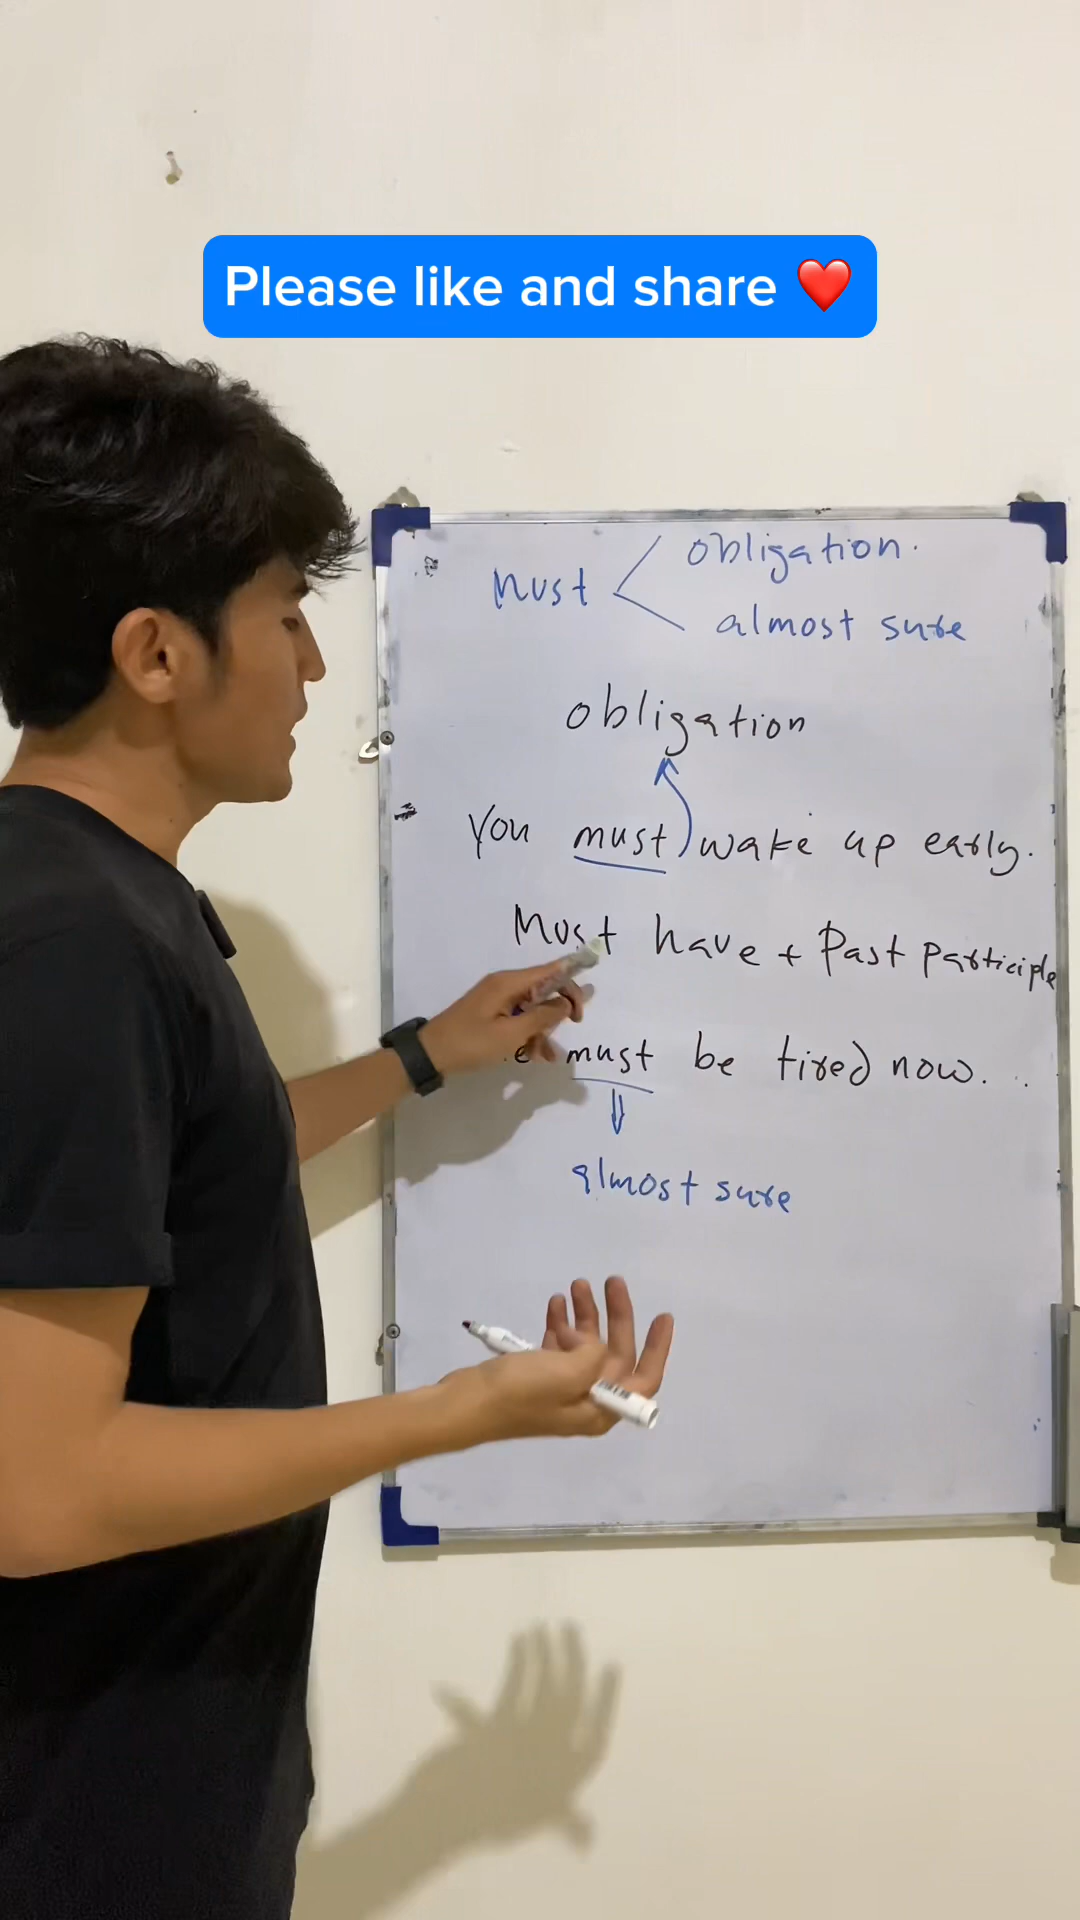 Please like and share ❤️
Must < obligation.
almost sure
obligation
You must wake up early.
Must have + Past participle
must be tired now...
almost sure